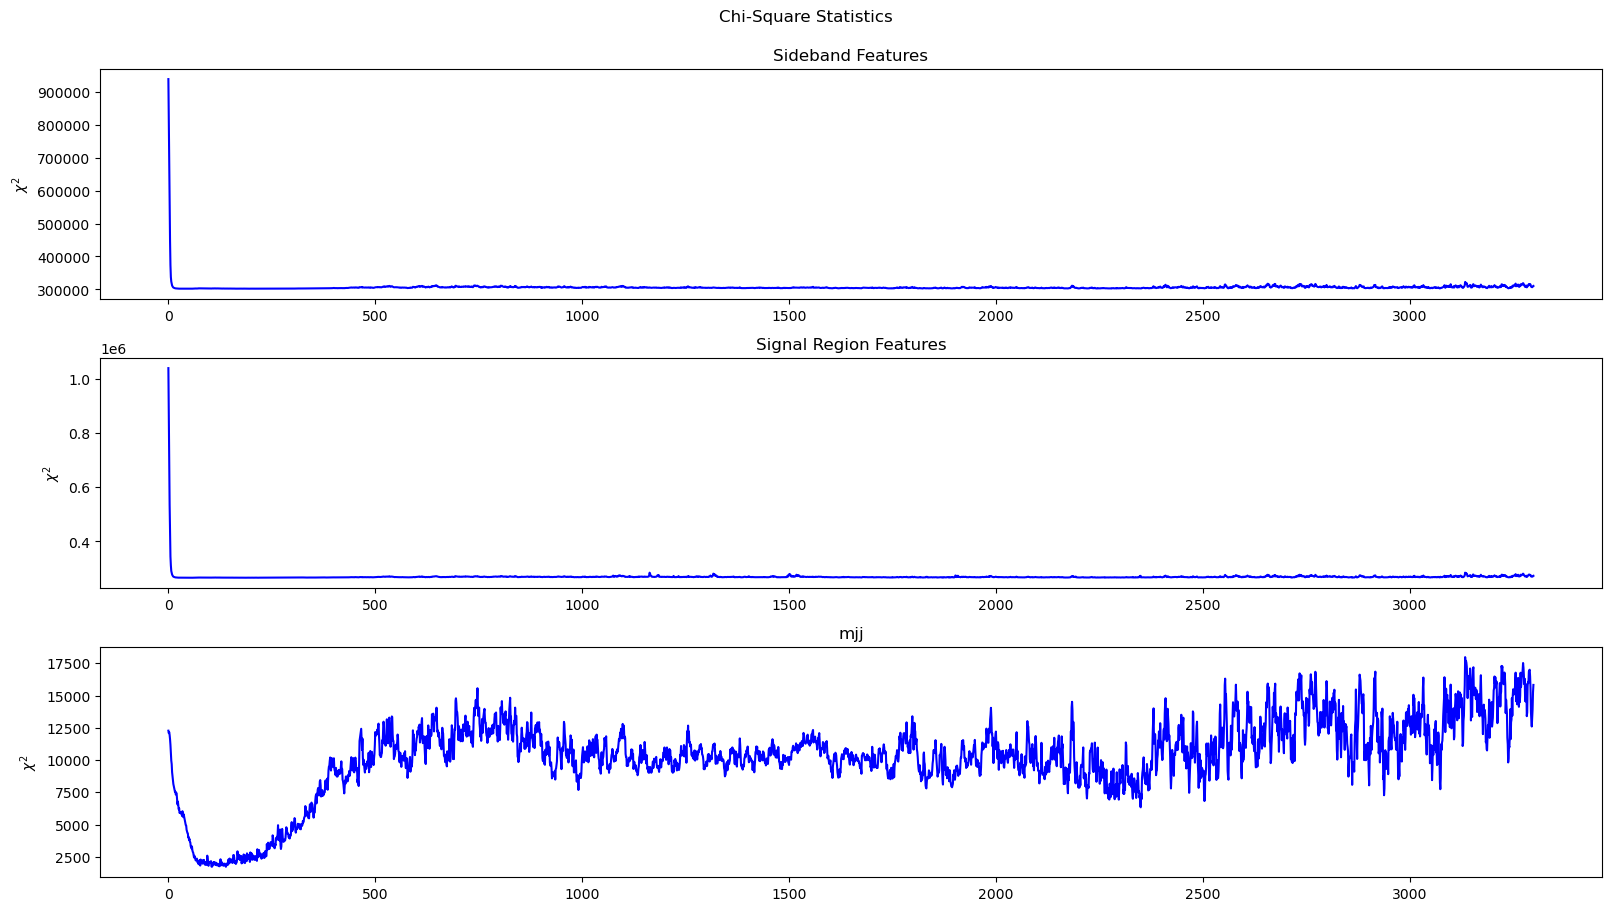 Chi-Square Statistics
Sideband Features
900000
800000
700000
600000
500000
400000
300000
χ²
0 500 1000 1500 2000 2500 3000
Signal Region Features
1e6
1.0
0.8
0.6
0.4
χ²
0 500 1000 1500 2000 2500 3000
mjj
17500
15000
12500
10000
7500
5000
2500
χ²
0 500 1000 1500 2000 2500 3000